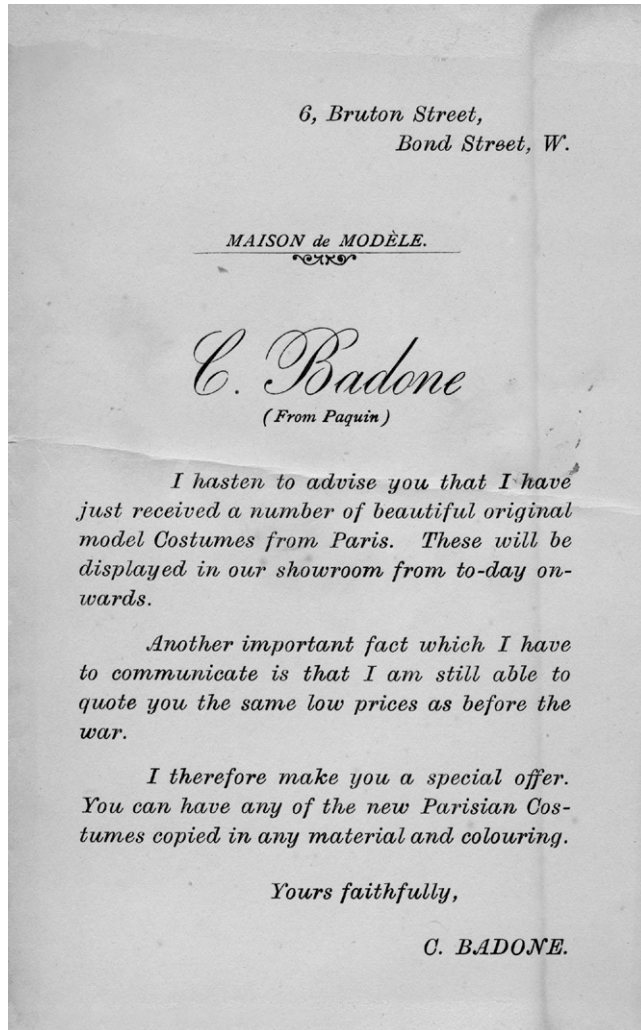 6, Bruton Street,
Bond Street, W.
MAISON de MODÈLE.
C. Badone
(From Paquin)
I hasten to advise you that I have
just received a number of beautiful original
model Costumes from Paris. These will be
displayed in our showroom from to-day on-
wards.
Another important fact which I have
to communicate is that I am still able to
quote you the same low prices as before the
war.
I therefore make you a special offer.
You can have any of the new Parisian Cos-
tumes copied in any material and colouring.
Yours faithfully,
C. BADONE.